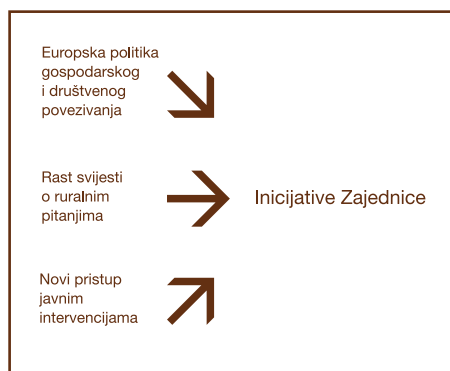 Europska politika
gospodarskog
i društvenog
povezivanja
Rast svijesti
o ruralnim
pitanjima
Inicijative Zajednice
Novi pristup
javnim
intervencijama